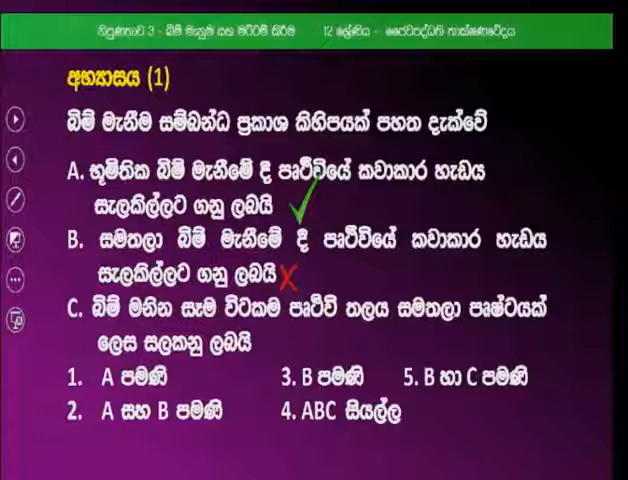 නිපුණතාව 3 - බිම් මැනුම සහ මට්ටම් කිරීම 12 ශ්‍රේණිය - ජෛවපද්ධති තාක්ෂණවේදය
අභ්‍යාසය (1)
බිම් මැනීම සම්බන්ධ ප්‍රකාශ කිහිපයක් පහත දැක්වේ
A. භූමිතික බිම් මැනීමේ දී පෘථිවියේ කවාකාර හැඩය
සැලකිල්ලට ගනු ලබයි
B. සමතලා බිම් මැනීමේ දී පෘථිවියේ කවාකාර හැඩය
සැලකිල්ලට ගනු ලබයි
C. බිම් මනින සෑම විටකම පෘථිවි තලය සමතලා පෘෂ්ටයක්
ලෙස සලකනු ලබයි
1. A පමණි 3. B පමණි 5. B හා C පමණි
2. A සහ B පමණි 4. ABC සියල්ල